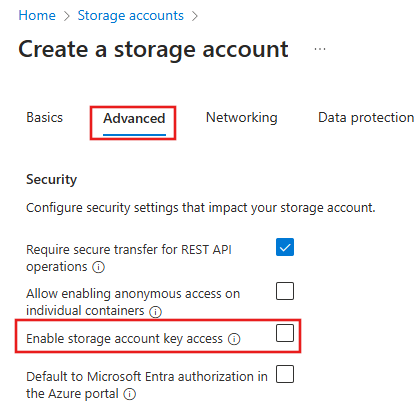 Home > Storage accounts >
Create a storage account ...
Basics Advanced Networking Data protection
Security
Configure security settings that impact your storage account.
Require secure transfer for REST API
operations
Allow enabling anonymous access on
individual containers
Enable storage account key access
Default to Microsoft Entra authorization in
the Azure portal